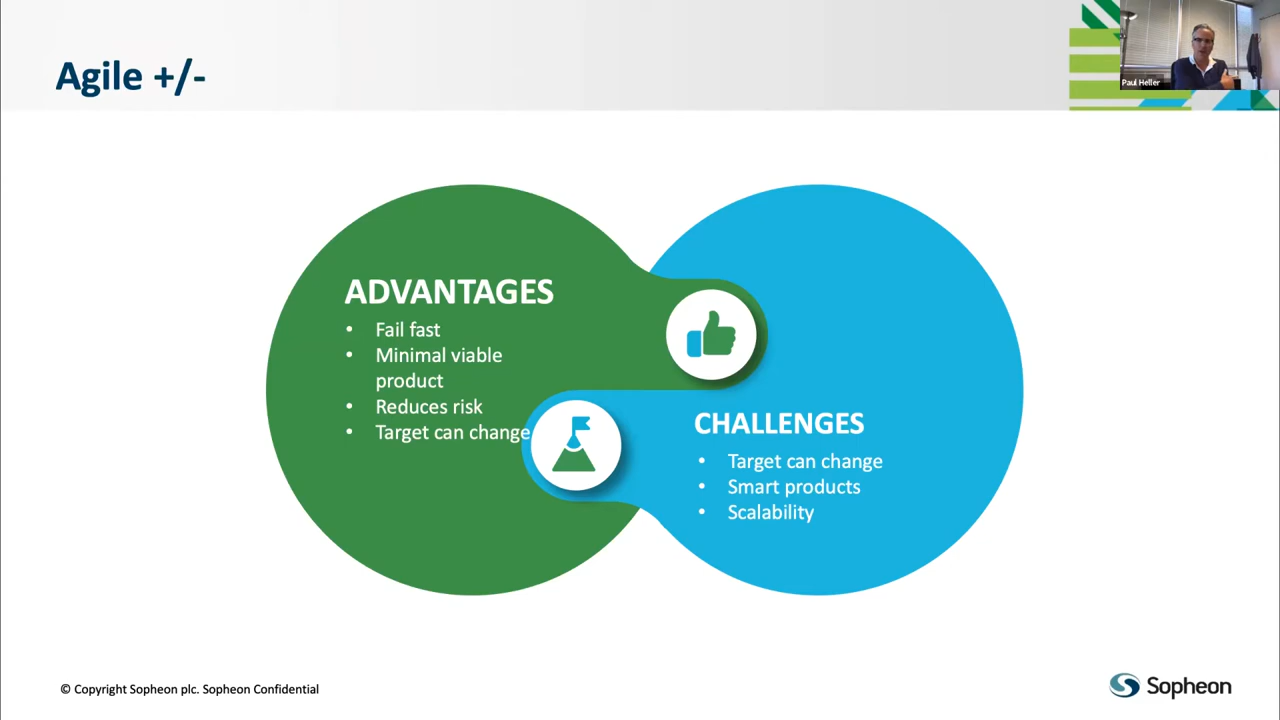 Agile +/-
Paul Heller
ADVANTAGES
• Fail fast
• Minimal viable
product
• Reduces risk
• Target can change
CHALLENGES
• Target can change
• Smart products
• Scalability
© Copyright Sopheon plc. Sopheon Confidential
Sopheon